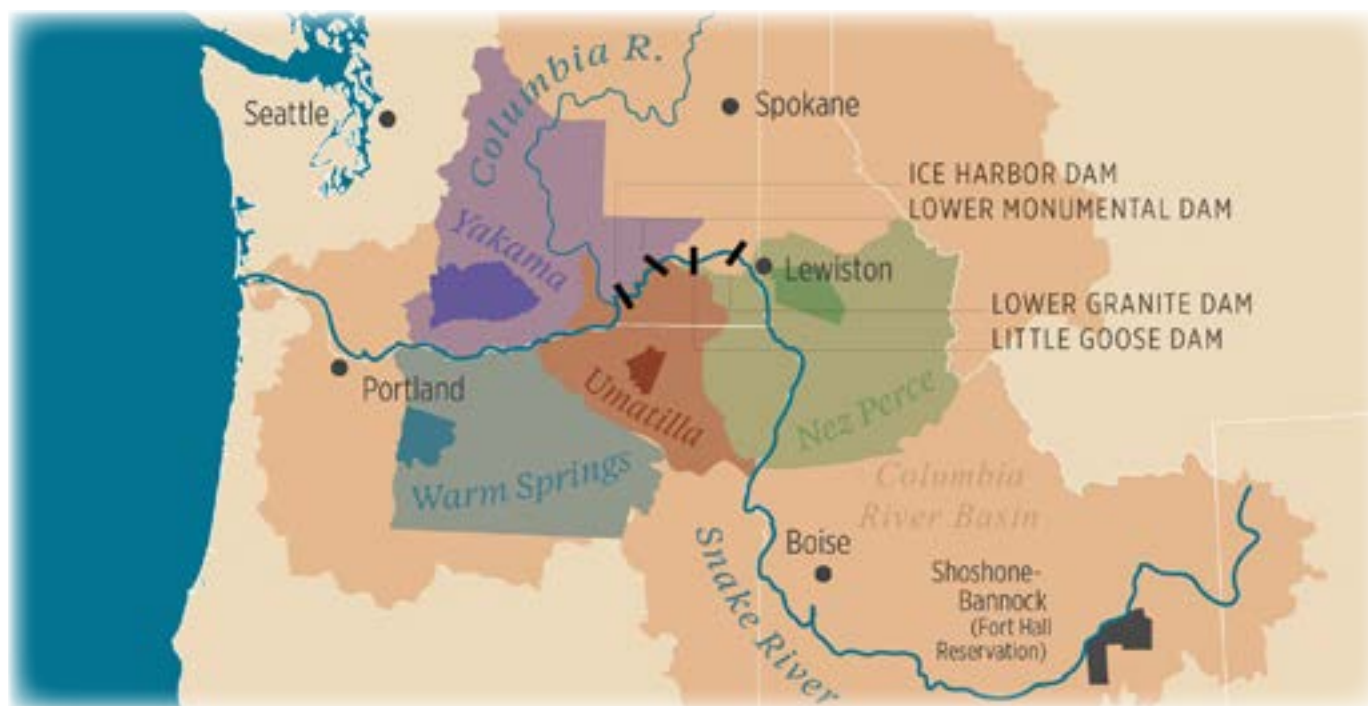 Columbia R.
Seattle
Spokane
ICE HARBOR DAM
LOWER MONUMENTAL DAM
Yakama
Lewiston
LOWER GRANITE DAM
LITTLE GOOSE DAM
Portland
Umatilla
Nez Perce
Warm Springs
Columbia
River Basin
Snake River
Boise
Shoshone-
Bannock
(Fort Hall
Reservation)